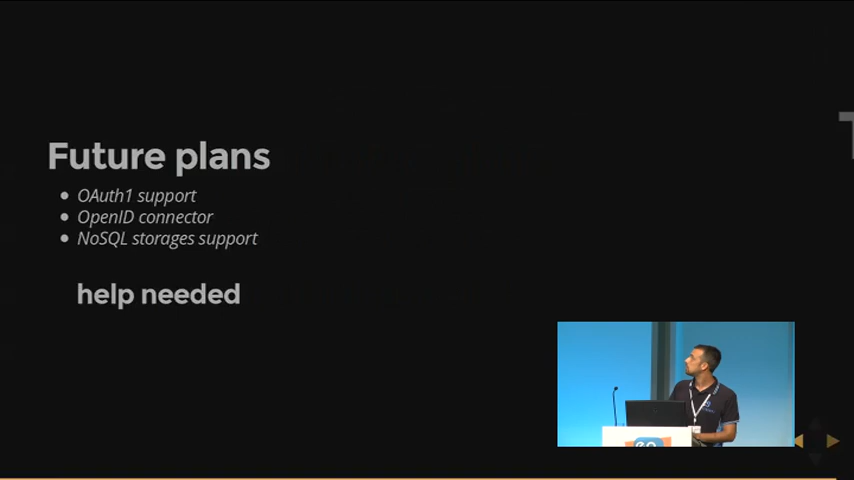 Future plans
OAuth1 support
OpenID connector
NoSQL storages support
help needed